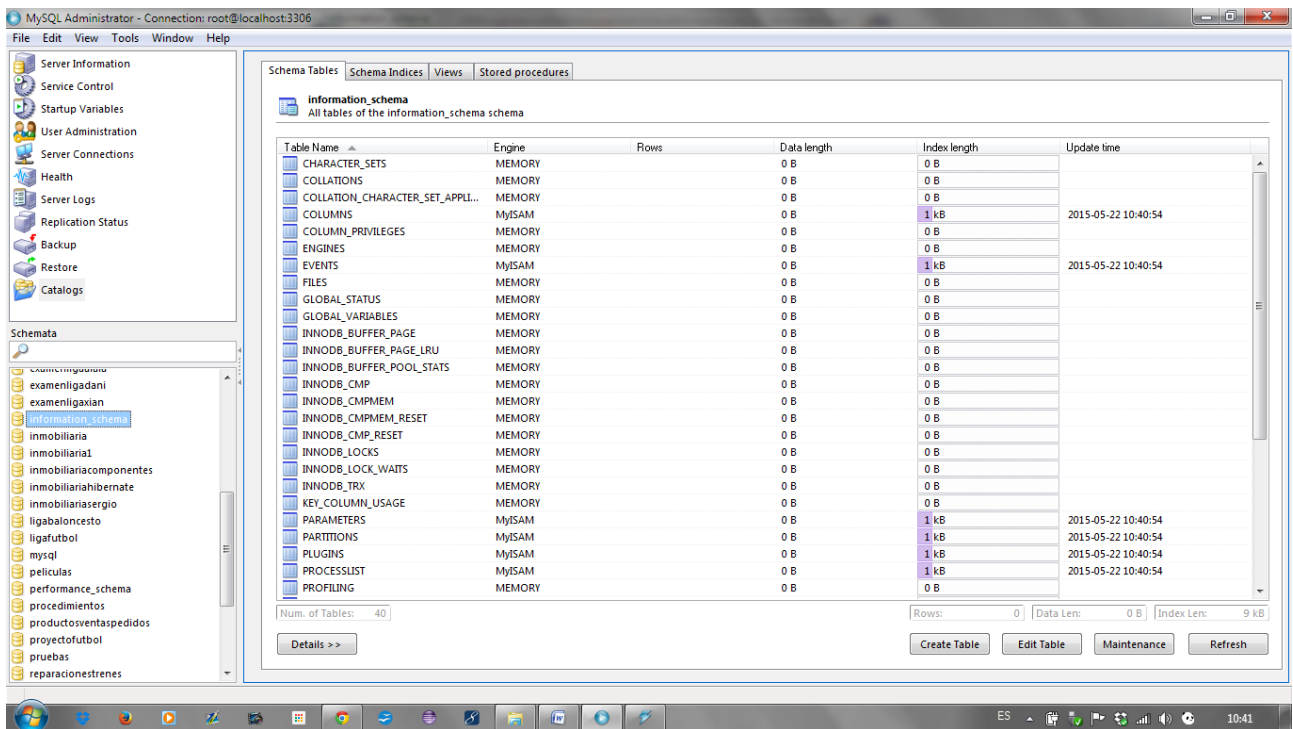 MySQL Administrator - Connection: root@localhost:3306
File Edit View Tools Window Help
Server Information
Service Control
Startup Variables
User Administration
Server Connections
Health
Server Logs
Replication Status
Backup
Restore
Catalogs
Schemata
examenligadani
examenligaxian
information_schema
inmobiliaria
inmobiliaria1
inmobiliariacomponentes
inmobiliariahibernate
inmobiliariasergio
ligabaloncesto
ligafutbol
mysql
peliculas
performance_schema
procedimientos
productosventaspedidos
proyectofutbol
pruebas
reparacionestrenes
Schema Tables Schema Indices Views Stored procedures
information_schema
All tables of the information_schema schema
Table Name Engine Rows Data length Index length Update time
CHARACTER_SETS MEMORY 0 B 0 B
COLLATIONS MEMORY 0 B 0 B
COLLATION_CHARACTER_SET_APPLI... MEMORY 0 B 0 B
COLUMNS MyISAM 0 B 1 kB 2015-05-22 10:40:54
COLUMN_PRIVILEGES MEMORY 0 B 0 B
ENGINES MEMORY 0 B 0 B
EVENTS MyISAM 0 B 1 kB 2015-05-22 10:40:54
FILES MEMORY 0 B 0 B
GLOBAL_STATUS MEMORY 0 B 0 B
GLOBAL_VARIABLES MEMORY 0 B 0 B
INNODB_BUFFER_PAGE MEMORY 0 B 0 B
INNODB_BUFFER_PAGE_LRU MEMORY 0 B 0 B
INNODB_BUFFER_POOL_STATS MEMORY 0 B 0 B
INNODB_CMP MEMORY 0 B 0 B
INNODB_CMPMEM MEMORY 0 B 0 B
INNODB_CMPMEM_RESET MEMORY 0 B 0 B
INNODB_CMP_RESET MEMORY 0 B 0 B
INNODB_LOCKS MEMORY 0 B 0 B
INNODB_LOCK_WAITS MEMORY 0 B 0 B
INNODB_TRX MEMORY 0 B 0 B
KEY_COLUMN_USAGE MEMORY 0 B 0 B
PARAMETERS MyISAM 0 B 1 kB 2015-05-22 10:40:54
PARTITIONS MyISAM 0 B 1 kB 2015-05-22 10:40:54
PLUGINS MyISAM 0 B 1 kB 2015-05-22 10:40:54
PROCESSLIST MyISAM 0 B 1 kB 2015-05-22 10:40:54
PROFILING MEMORY 0 B 0 B
Num. of Tables: 40 Rows: 0 Data Len: 0 B Index Len: 9 kB
Details >> Create Table Edit Table Maintenance Refresh
ES 10:41